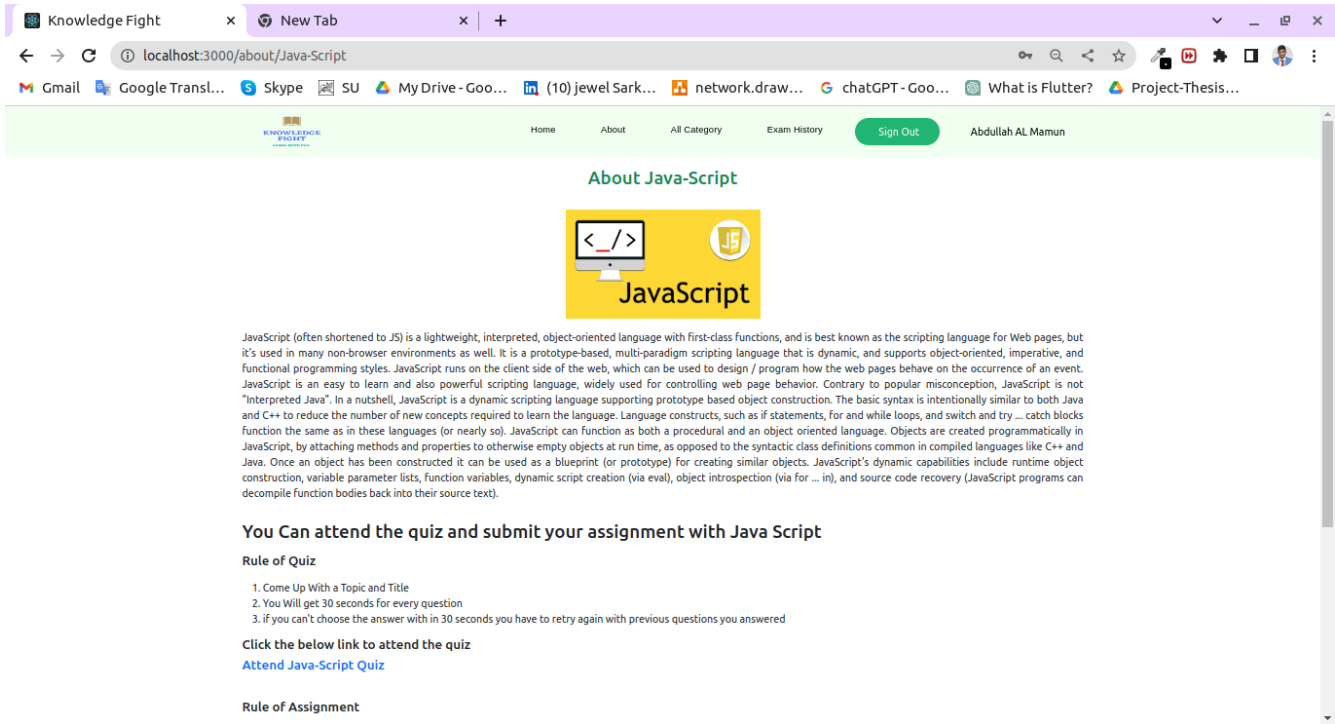 Knowledge Fight
New Tab
localhost:3000/about/Java-Script
Gmail Google Transl... Skype SU My Drive - Goo... (10) jewel Sark... network.draw... chatGPT - Goo... What is Flutter? Project-Thesis...
KNOWLEDGE
FIGHT
Home About All Category Exam History Sign Out Abdullah AL Mamun
About Java-Script
<_/>
JS
JavaScript
JavaScript (often shortened to JS) is a lightweight, interpreted, object-oriented language with first-class functions, and is best known as the scripting language for Web pages, but
it's used in many non-browser environments as well. It is a prototype-based, multi-paradigm scripting language that is dynamic, and supports object-oriented, imperative, and
functional programming styles. JavaScript runs on the client side of the web, which can be used to design / program how the web pages behave on the occurrence of an event.
JavaScript is an easy to learn and also powerful scripting language, widely used for controlling web page behavior. Contrary to popular misconception, JavaScript is not
"Interpreted Java". In a nutshell, JavaScript is a dynamic scripting language supporting prototype based object construction. The basic syntax is intentionally similar to both Java
and C++ to reduce the number of new concepts required to learn the language. Language constructs, such as if statements, for and while loops, and switch and try ... catch blocks
function the same as in these languages (or nearly so). JavaScript can function as both a procedural and an object oriented language. Objects are created programmatically in
JavaScript, by attaching methods and properties to otherwise empty objects at run time, as opposed to the syntactic class definitions common in compiled languages like C++ and
Java. Once an object has been constructed it can be used as a blueprint (or prototype) for creating similar objects. JavaScript's dynamic capabilities include runtime object
construction, variable parameter lists, function variables, dynamic script creation (via eval), object introspection (via for ... in), and source code recovery (JavaScript programs can
decompile function bodies back into their source text).
You Can attend the quiz and submit your assignment with Java Script
Rule of Quiz
1. Come Up With a Topic and Title
2. You Will get 30 seconds for every question
3. if you can't choose the answer with in 30 seconds you have to retry again with previous questions you answered
Click the below link to attend the quiz
Attend Java-Script Quiz
Rule of Assignment